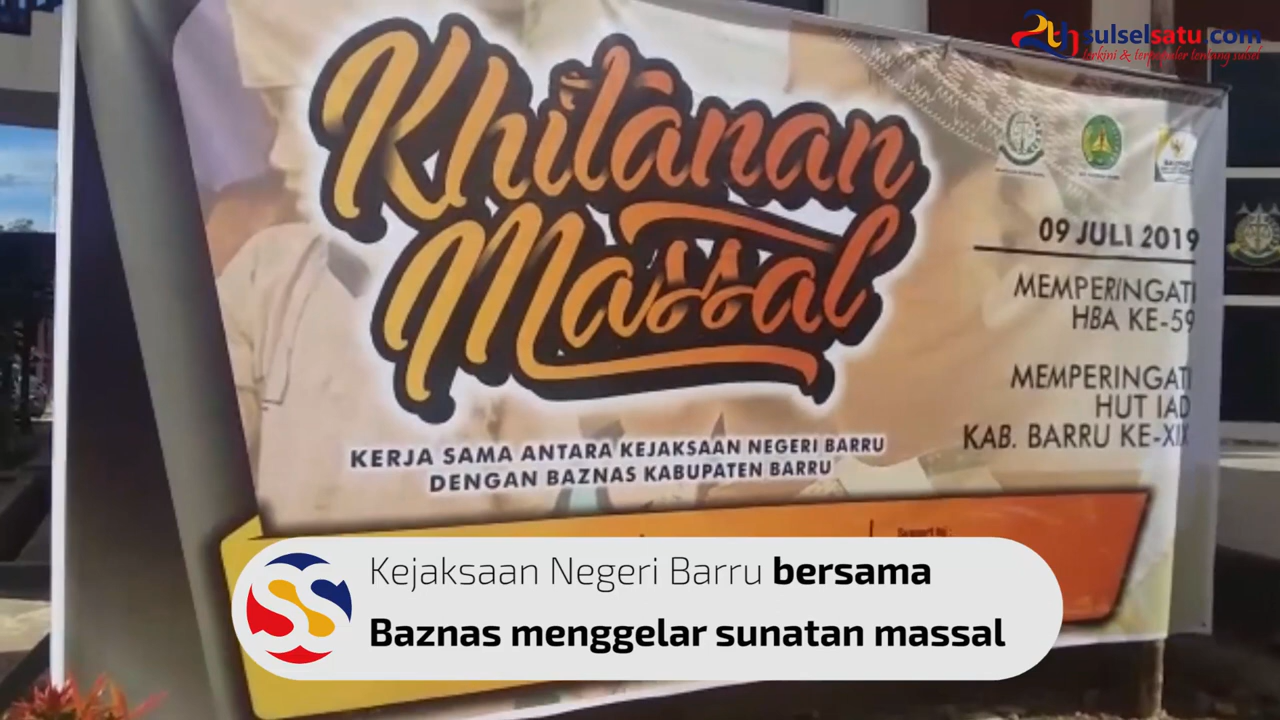 sulselsatu.com
terkini & terpopuler tentang sulsel
Khitanan
Massal
09 JULI 2019
MEMPERINGATI
HBA KE-59
MEMPERINGATI
HUT IAD
KAB. BARRU KE-XIX
KERJA SAMA ANTARA KEJAKSAAN NEGERI BARRU
DENGAN BAZNAS KABUPATEN BARRU
Kejaksaan Negeri Barru bersama
Baznas menggelar sunatan massal